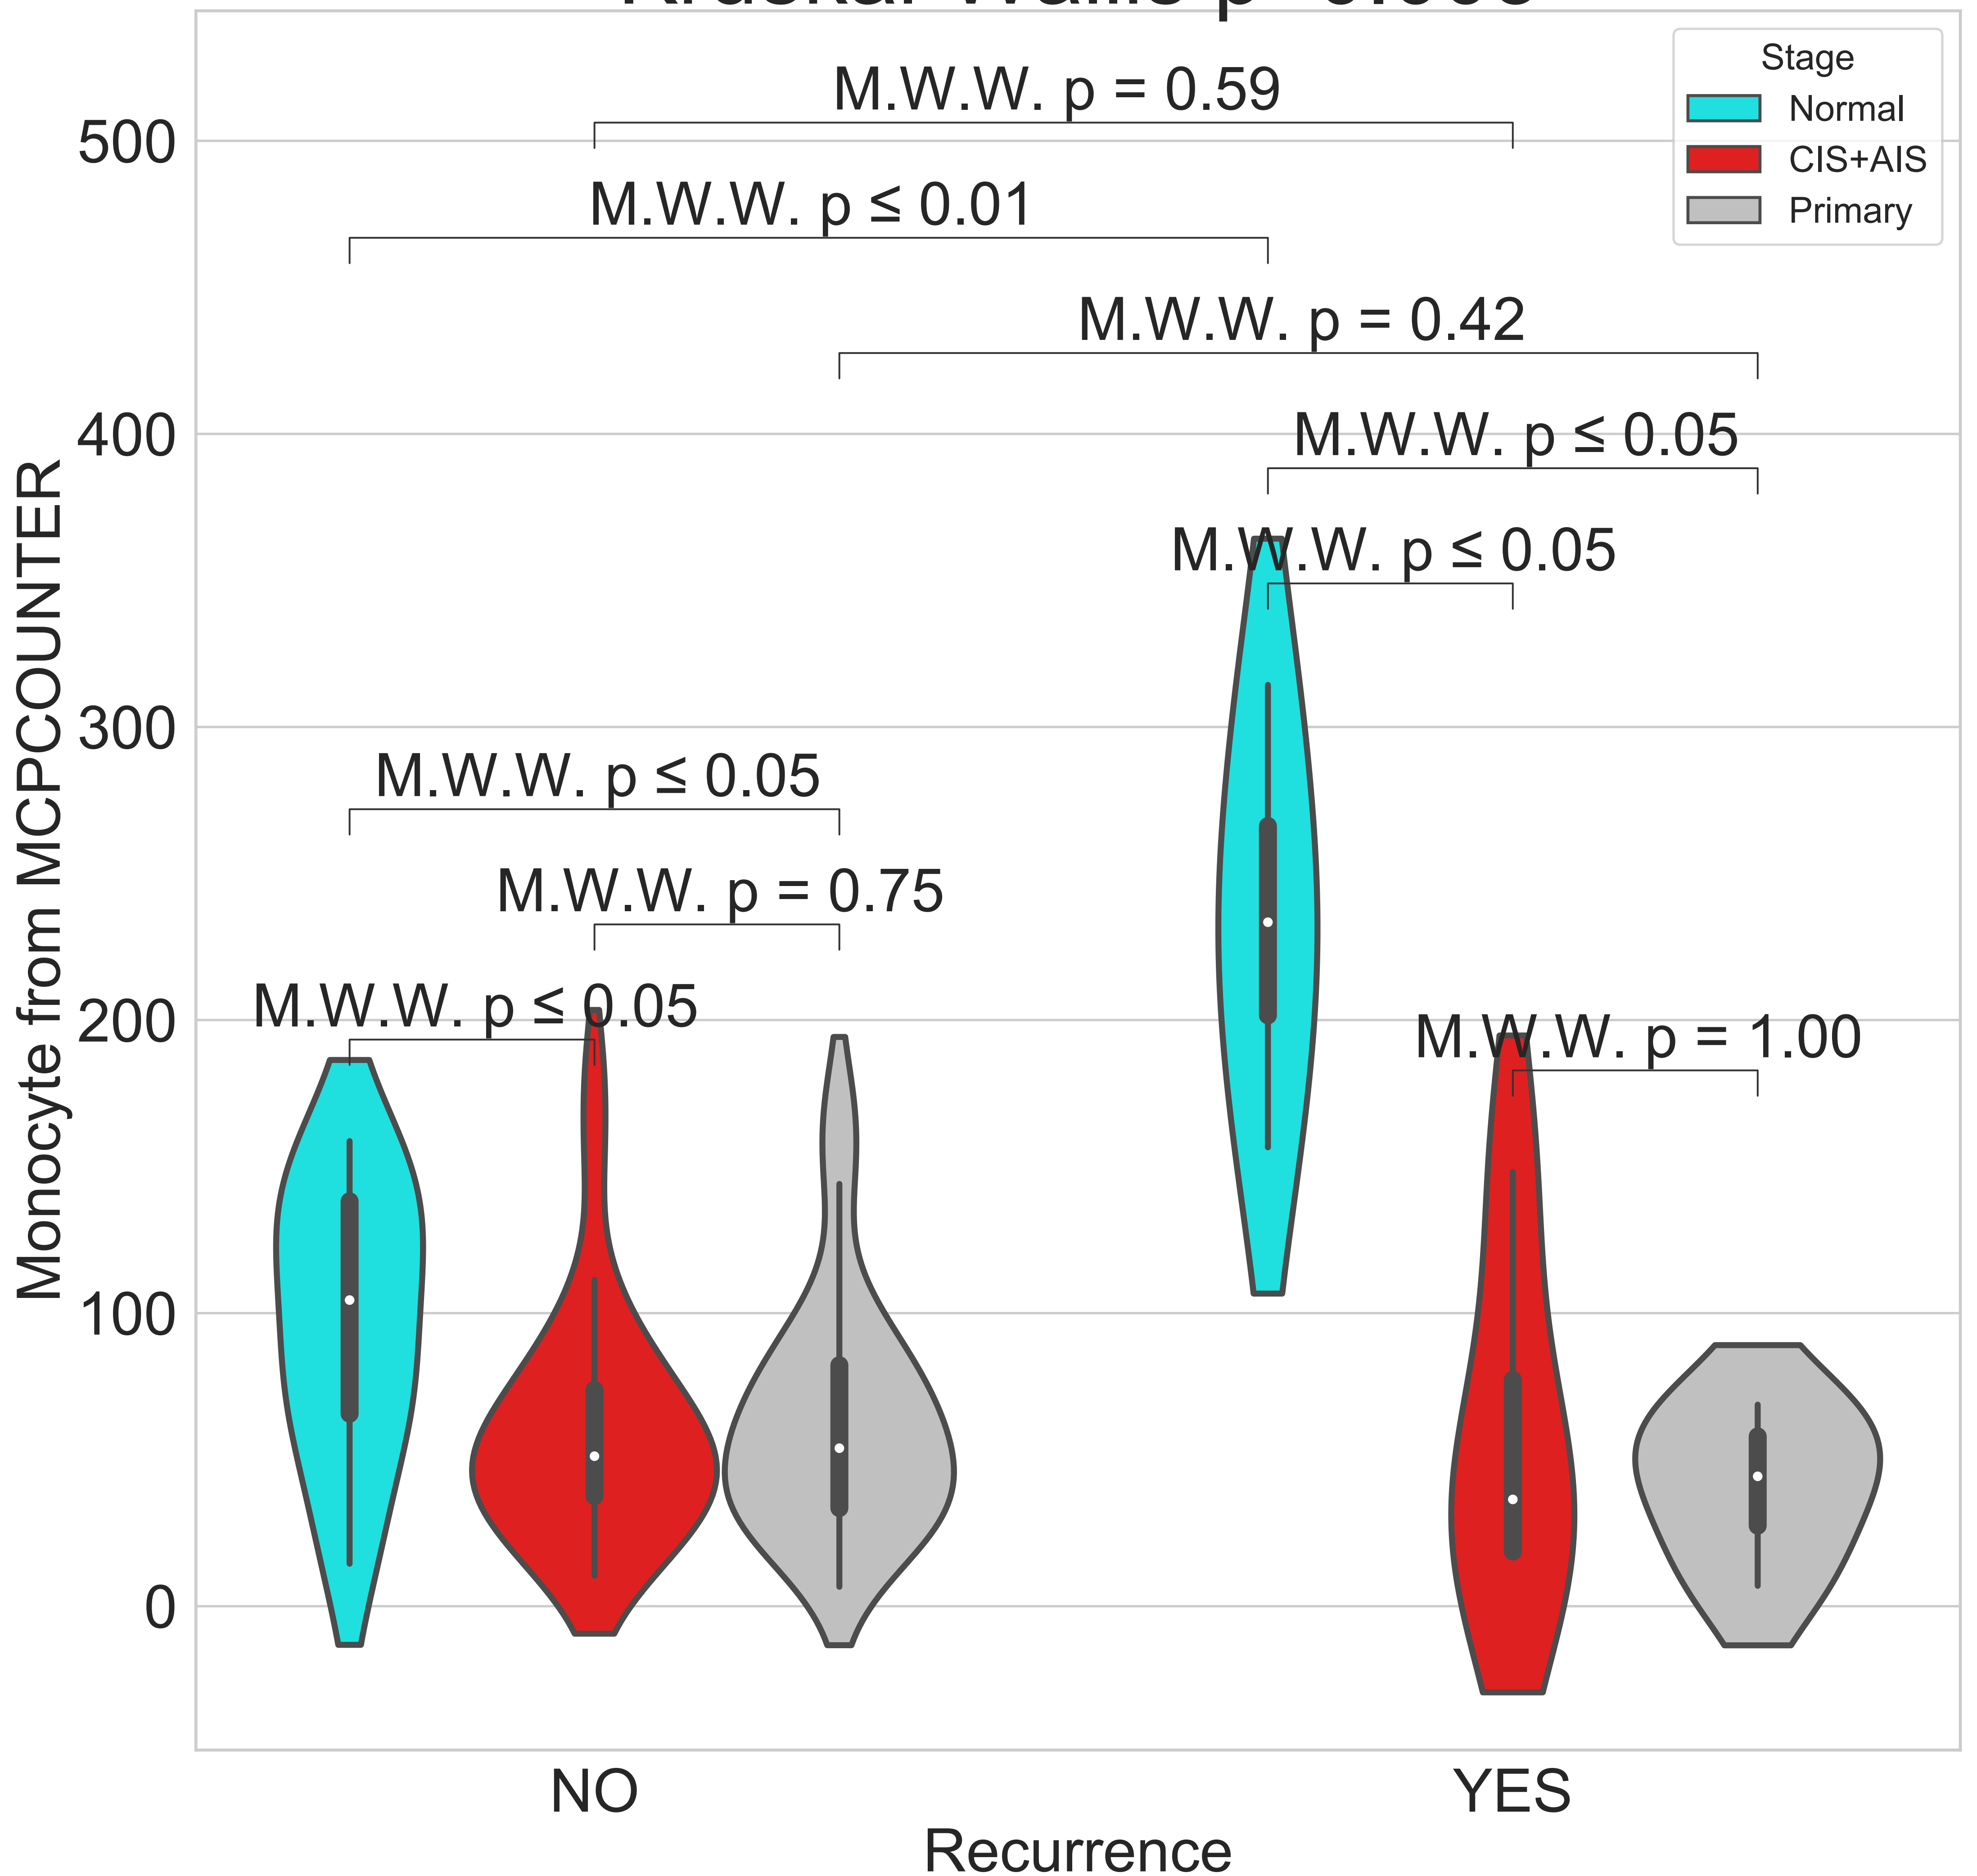 M.W.W. p = 0.59
M.W.W. p ≤ 0.01
M.W.W. p = 0.42
M.W.W. p ≤ 0.05
M.W.W. p ≤ 0.05
M.W.W. p ≤ 0.05
M.W.W. p = 0.75
M.W.W. p ≤ 0.05
M.W.W. p = 1.00
Stage
Normal
CIS+AIS
Primary
Monocyte from MCPCOUNTER
500
400
300
200
100
0
NO
YES
Recurrence